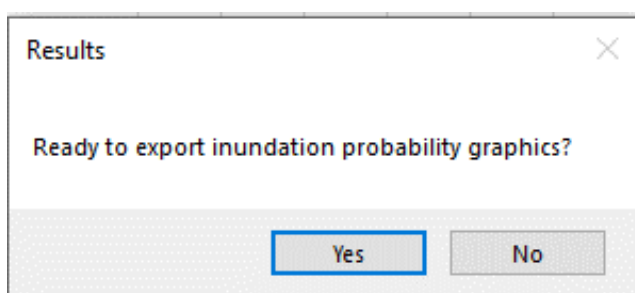 Results
Ready to export inundation probability graphics?
Yes
No